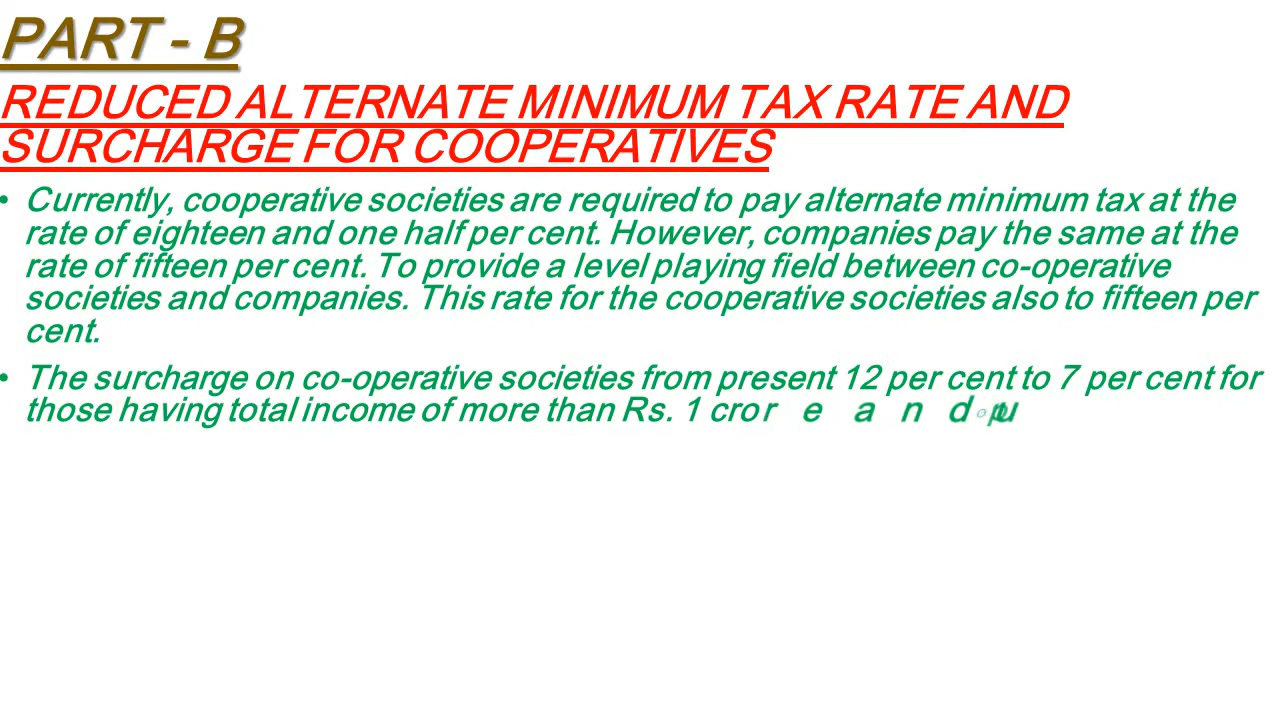 PART - B
REDUCED ALTERNATE MINIMUM TAX RATE AND
SURCHARGE FOR COOPERATIVES
• Currently, cooperative societies are required to pay alternate minimum tax at the
rate of eighteen and one half per cent. However, companies pay the same at the
rate of fifteen per cent. To provide a level playing field between co-operative
societies and companies. This rate for the cooperative societies also to fifteen per
cent.
• The surcharge on co-operative societies from present 12 per cent to 7 per cent for
those having total income of more than Rs. 1 crore and